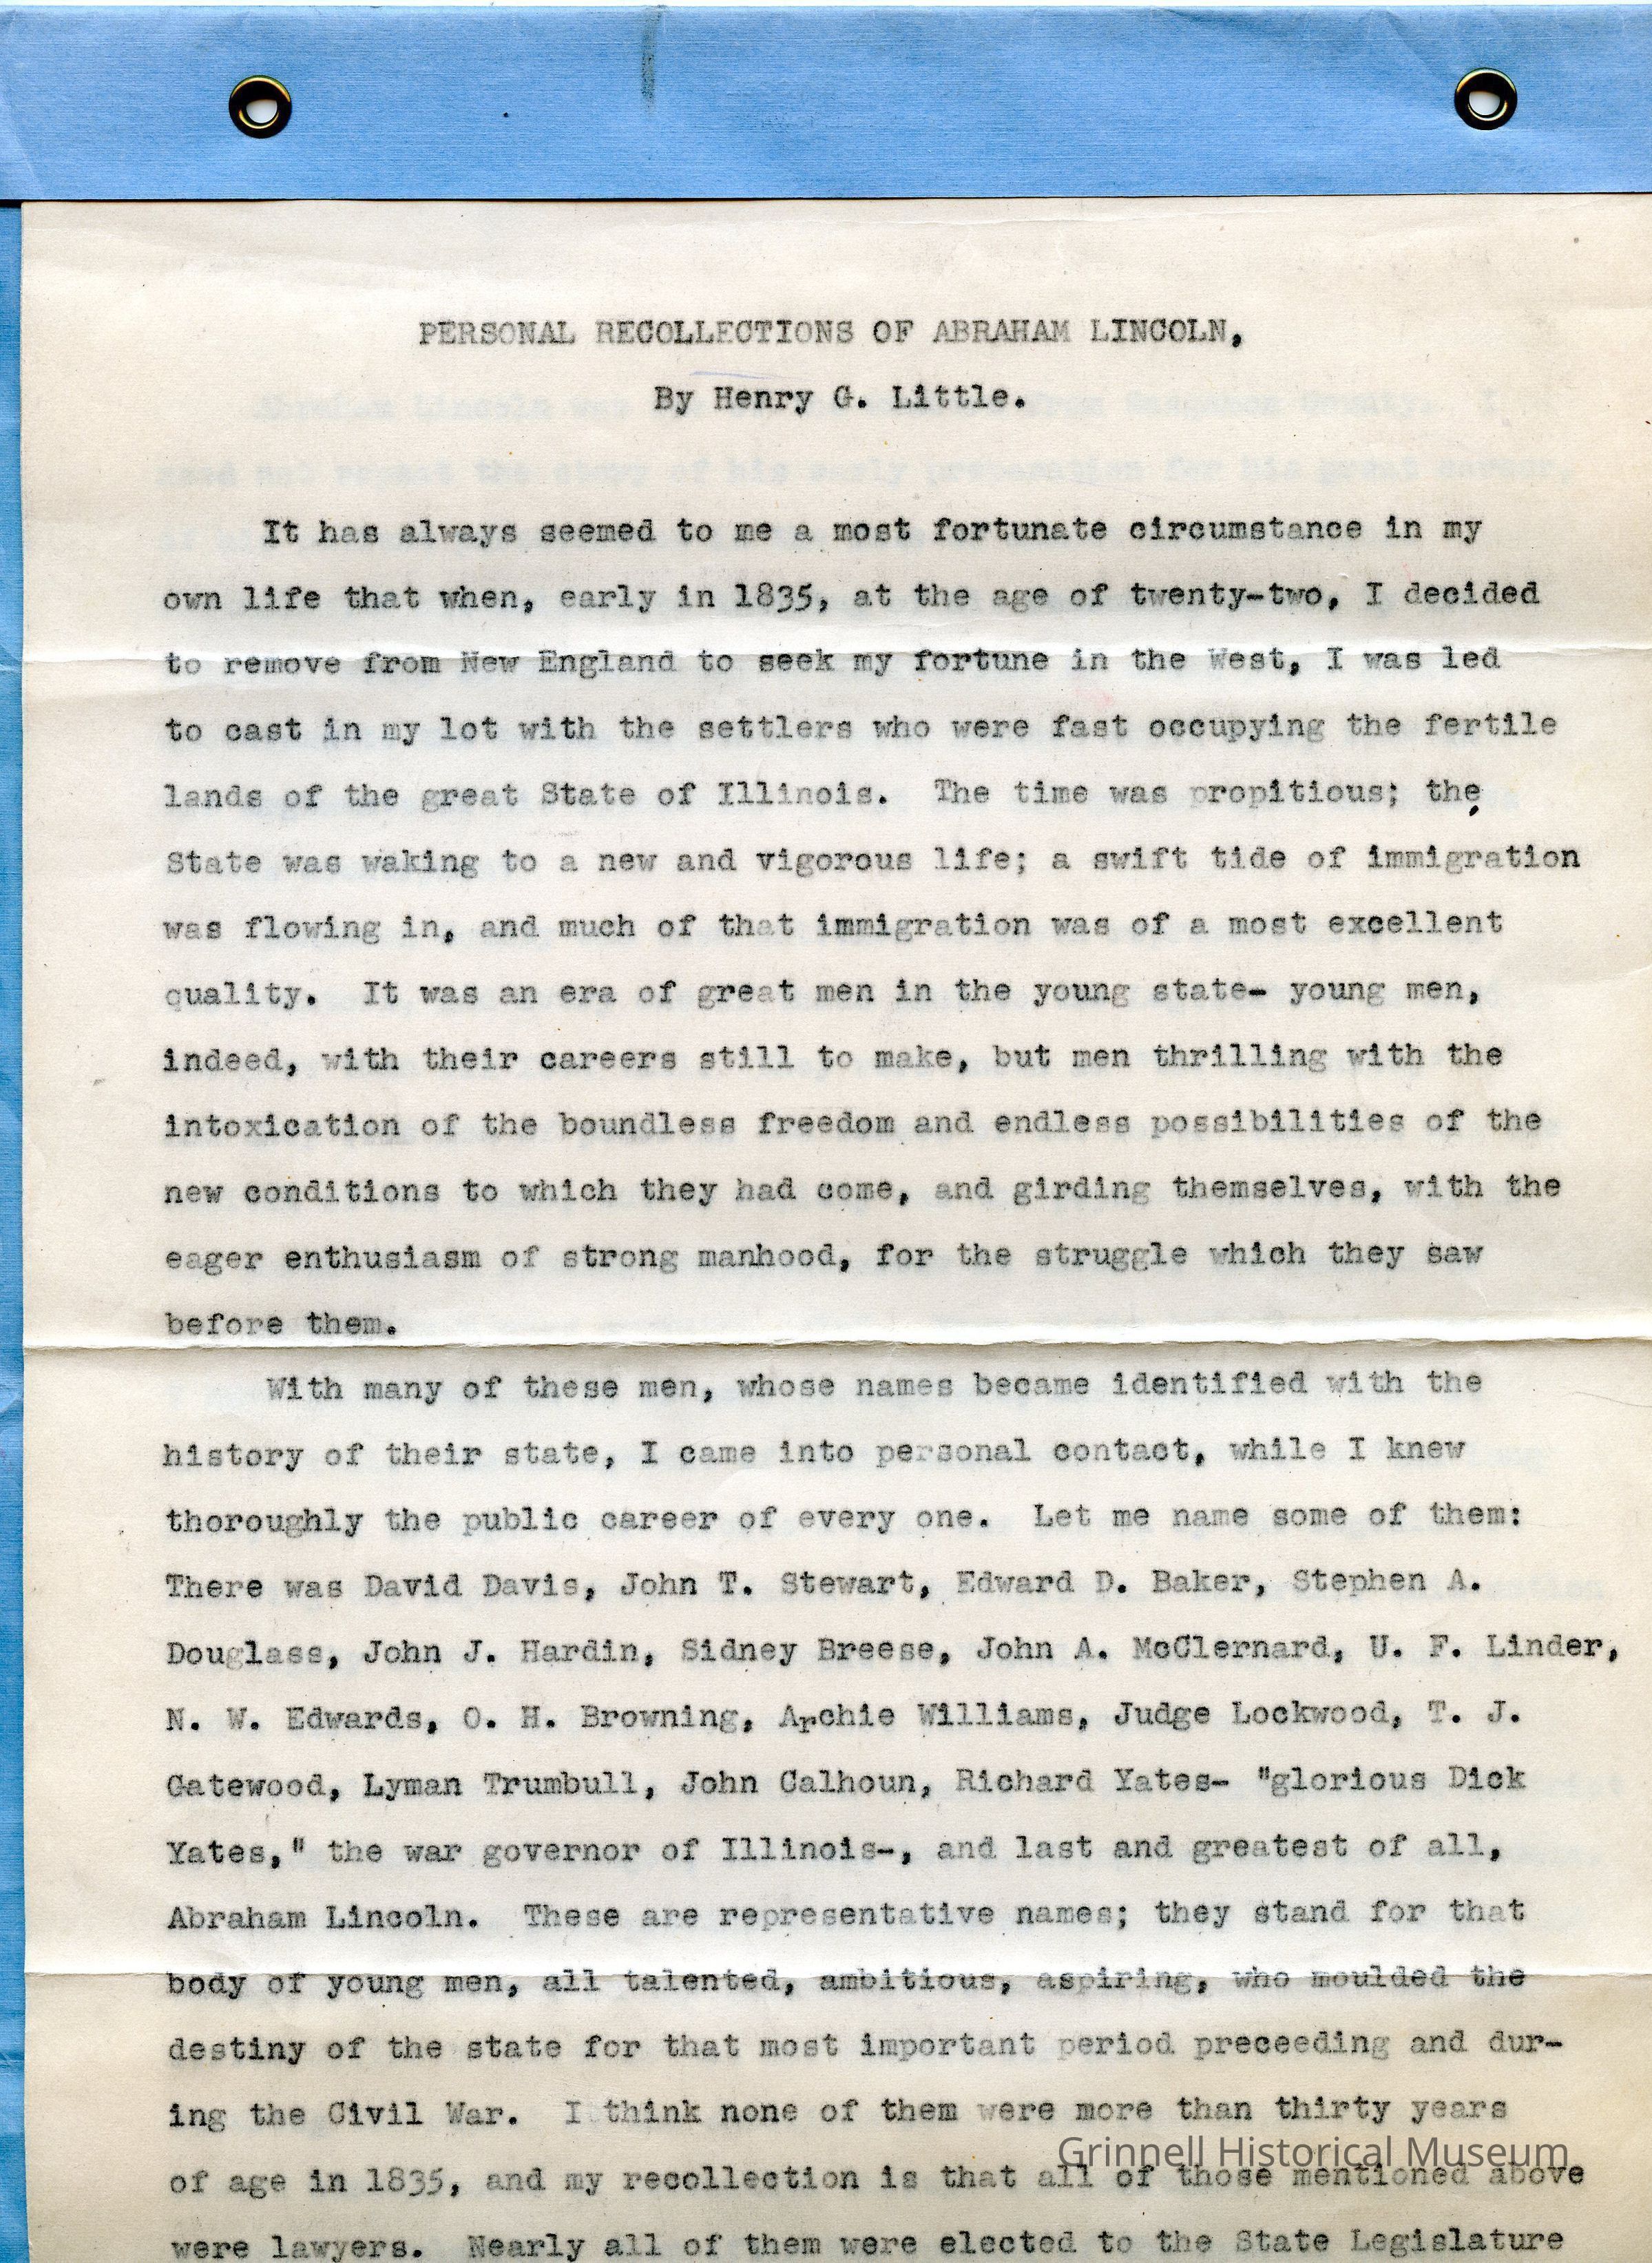 PERSONAL RECOLLECTIONS OF ABRAHAM LINCOLN,
By Henry G. Little.
It has always seemed to me a most fortunate circumstance in my
own life that when, early in 1835, at the age of twenty-two, I decided
to remove from New England to seek my fortune in the West, I was led
to cast in my lot with the settlers who were fast occupying the fertile
lands of the great State of Illinois. The time was propitious; the
State was waking to a new and vigorous life; a swift tide of immigration
was flowing in, and much of that immigration was of a most excellent
quality. It was an era of great men in the young state- young men,
indeed, with their careers still to make, but men thrilling with the
intoxication of the boundless freedom and endless possibilities of the
new conditions to which they had come, and girding themselves, with the
eager enthusiasm of strong manhood, for the struggle which they saw
before them.
With many of these men, whose names became identified with the
history of their state, I came into personal contact, while I knew
thoroughly the public career of every one. Let me name some of them:
There was David Davis, John T. Stewart, Edward D. Baker, Stephen A.
Douglass, John J. Hardin, Sidney Breese, John A. McClernard, U. F. Linder,
N. W. Edwards, O. H. Browning, Archie Williams, Judge Lockwood, T. J.
Gatewood, Lyman Trumbull, John Calhoun, Richard Yates- "glorious Dick
Yates," the war governor of Illinois-, and last and greatest of all,
Abraham Lincoln. These are representative names; they stand for that
body of young men, all talented, ambitious, aspiring, who moulded the
destiny of the state for that most important period preceeding and dur-
ing the Civil War. I think none of them were more than thirty years
of age in 1835, and my recollection is that all of those mentioned above
were lawyers. Nearly all of them were elected to the State Legislature
Grinnell Historical Museum